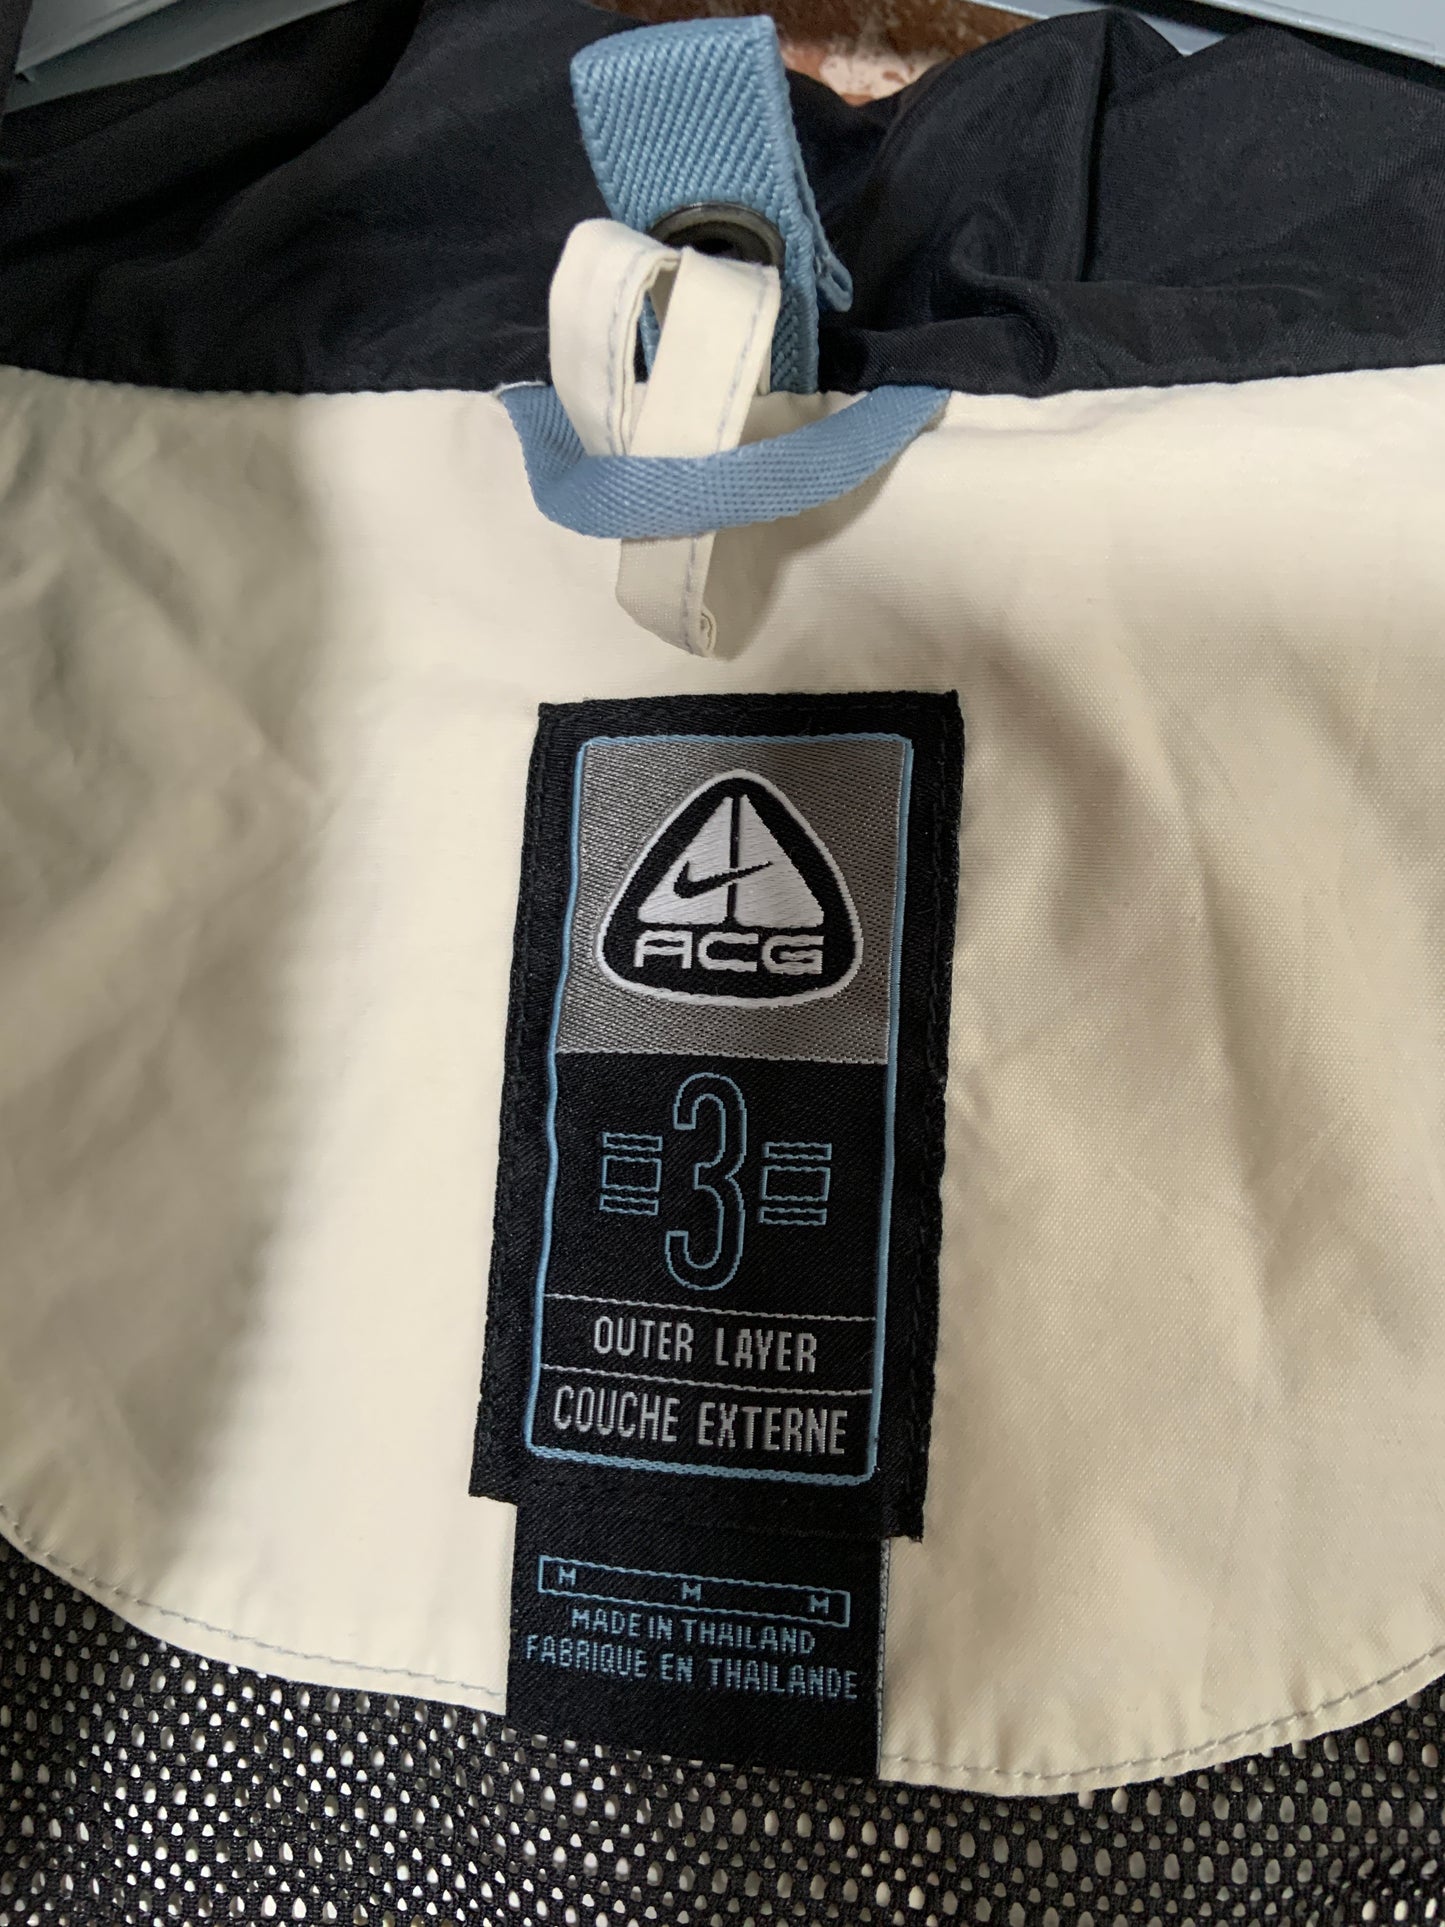 ACG
3
OUTER LAYER
COUCHE EXTERNE
M M M
MADE IN THAILAND
FABRIQUE EN THAILANDE